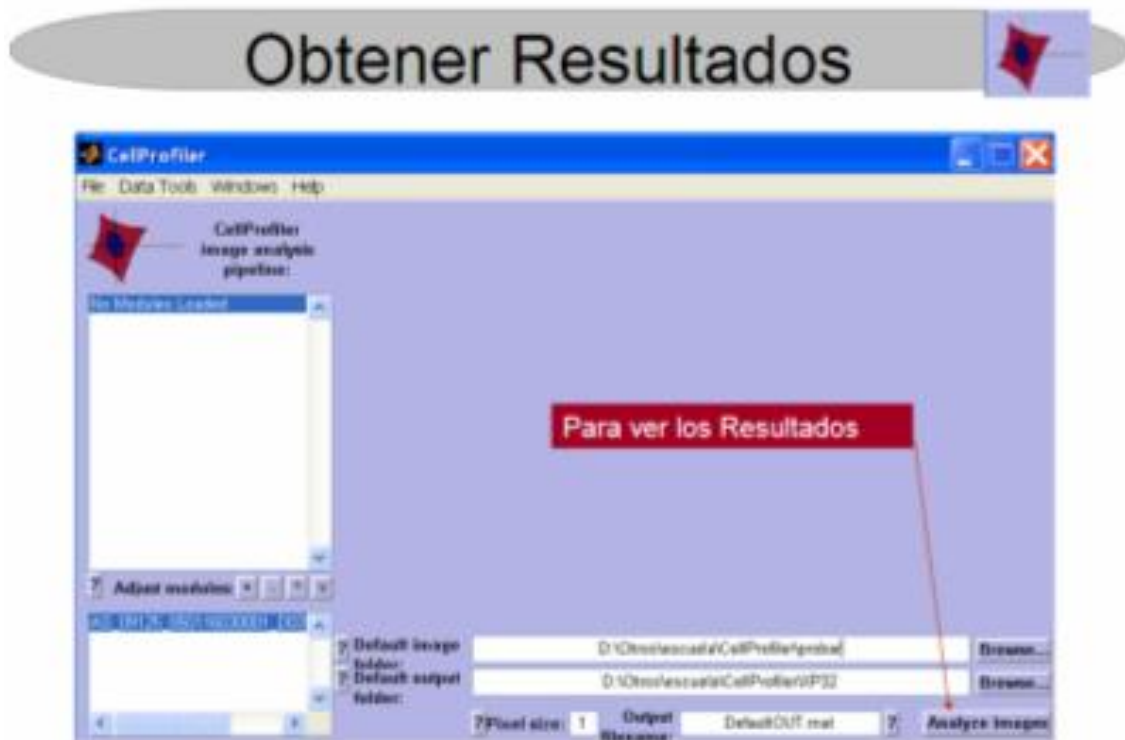 Obtener Resultados
CellProfiler
File Data Tools Windows Help
CellProfiler
image analysis
pipeline:
No Modules Loaded
Para ver los Resultados
? Adjust modules: + - ^ v
? Default image
folder:
D:\Otros\escuela\CellProfiler\probar
Browse...
? Default output
folder:
D:\Otros\escuela\CellProfiler\XP32
Browse...
? Pixel size: 1
Output
filename:
DefaultOUT.mat
?
Analyze images